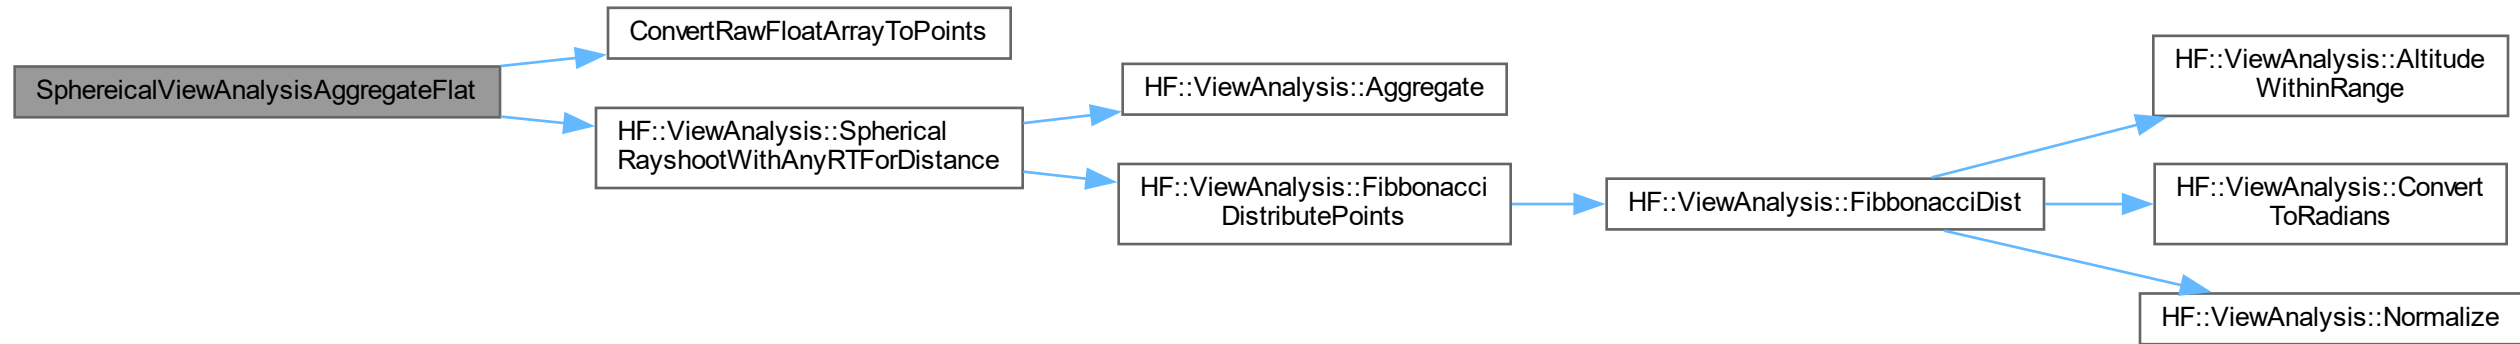 ConvertRawFloatArrayToPoints
SphereicalViewAnalysisAggregateFlat
HF::ViewAnalysis::Spherical
RayshootWithAnyRTForDistance
HF::ViewAnalysis::Aggregate
HF::ViewAnalysis::Fibbonacci
DistributePoints
HF::ViewAnalysis::FibbonacciDist
HF::ViewAnalysis::Altitude
WithinRange
HF::ViewAnalysis::Convert
ToRadians
HF::ViewAnalysis::Normalize